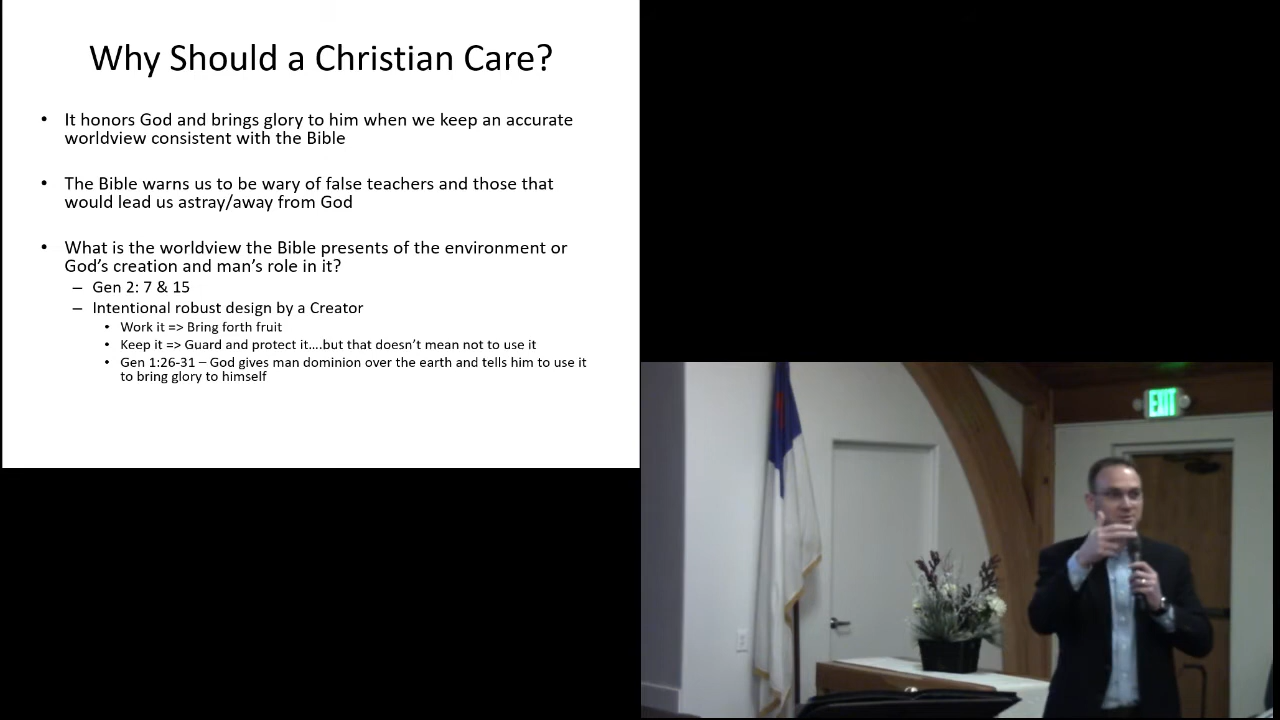 Why Should a Christian Care?
• It honors God and brings glory to him when we keep an accurate
worldview consistent with the Bible
• The Bible warns us to be wary of false teachers and those that
would lead us astray/away from God
• What is the worldview the Bible presents of the environment or
God's creation and man's role in it?
– Gen 2: 7 & 15
– Intentional robust design by a Creator
• Work it => Bring forth fruit
• Keep it => Guard and protect it....but that doesn't mean not to use it
• Gen 1:26-31 – God gives man dominion over the earth and tells him to use it
to bring glory to himself
EXIT